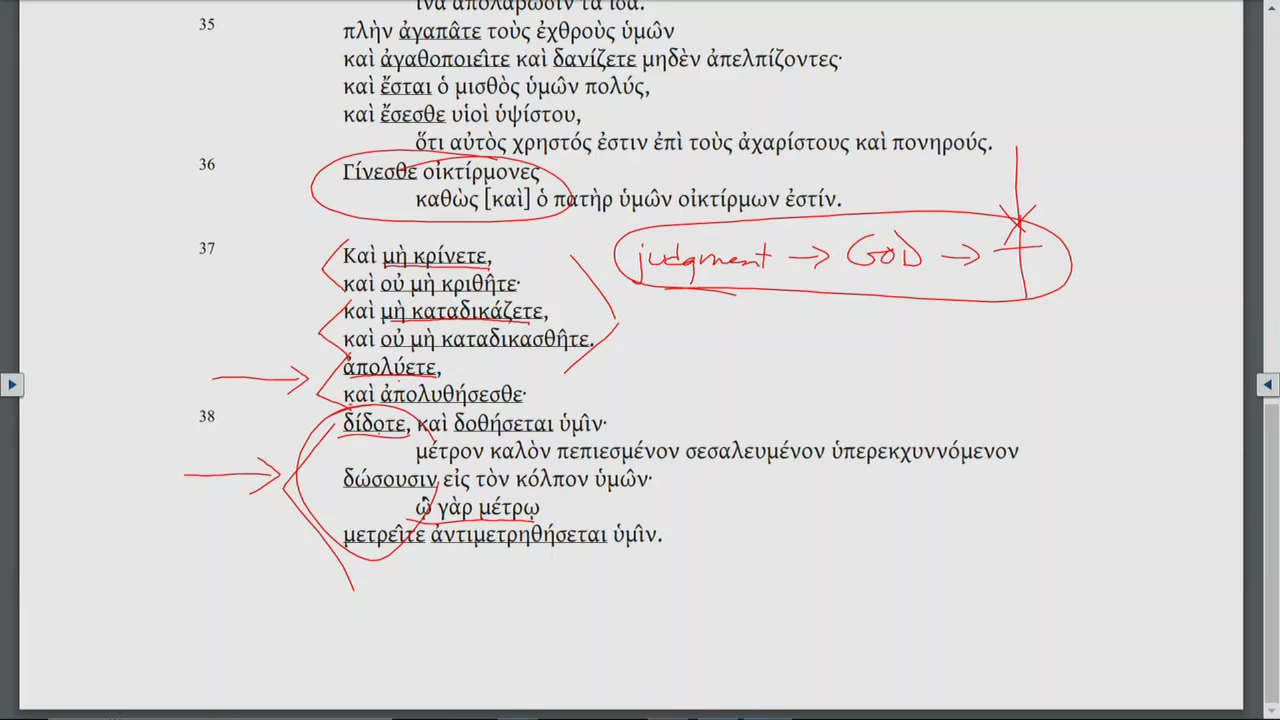 ἵνα ἀπολάβωσιν τὰ ἴσα.
35
πλὴν ἀγαπᾶτε τοὺς ἐχθροὺς ὑμῶν
καὶ ἀγαθοποιεῖτε καὶ δανίζετε μηδὲν ἀπελπίζοντες·
καὶ ἔσται ὁ μισθὸς ὑμῶν πολύς,
καὶ ἔσεσθε υἱοὶ ὑψίστου,
ὅτι αὐτὸς χρηστός ἐστιν ἐπὶ τοὺς ἀχαρίστους καὶ πονηρούς.
36
Γίνεσθε οἰκτίρμονες
καθὼς [καὶ] ὁ πατὴρ ὑμῶν οἰκτίρμων ἐστίν.
37
Καὶ μὴ κρίνετε,
judgment → GOD →
καὶ οὐ μὴ κριθῆτε·
καὶ μὴ καταδικάζετε,
καὶ οὐ μὴ καταδικασθῆτε.
ἀπολύετε,
καὶ ἀπολυθήσεσθε·
38
δίδοτε, καὶ δοθήσεται ὑμῖν·
μέτρον καλὸν πεπιεσμένον σεσαλευμένον ὑπερεκχυννόμενον
δώσουσιν εἰς τὸν κόλπον ὑμῶν·
ᾧ γὰρ μέτρῳ
μετρεῖτε ἀντιμετρηθήσεται ὑμῖν.